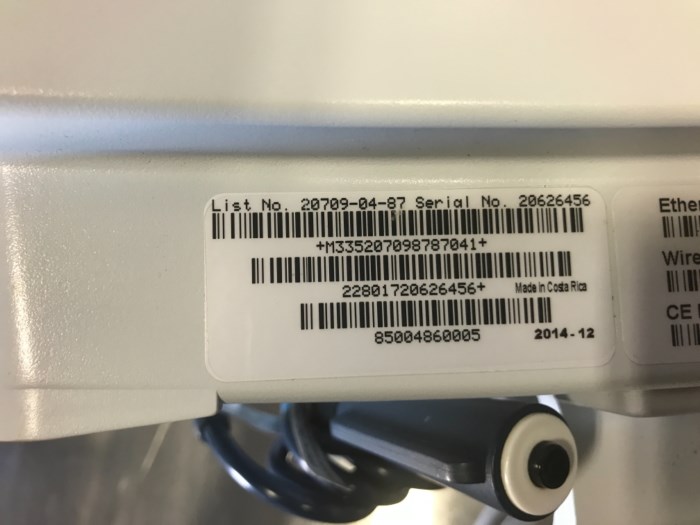 List No. 20709-04-87 Serial No. 20626456
+M335207098787041+
22801720626456+ Made in Costa Rica
85004860005 2014-12
Ether
Wire
CE